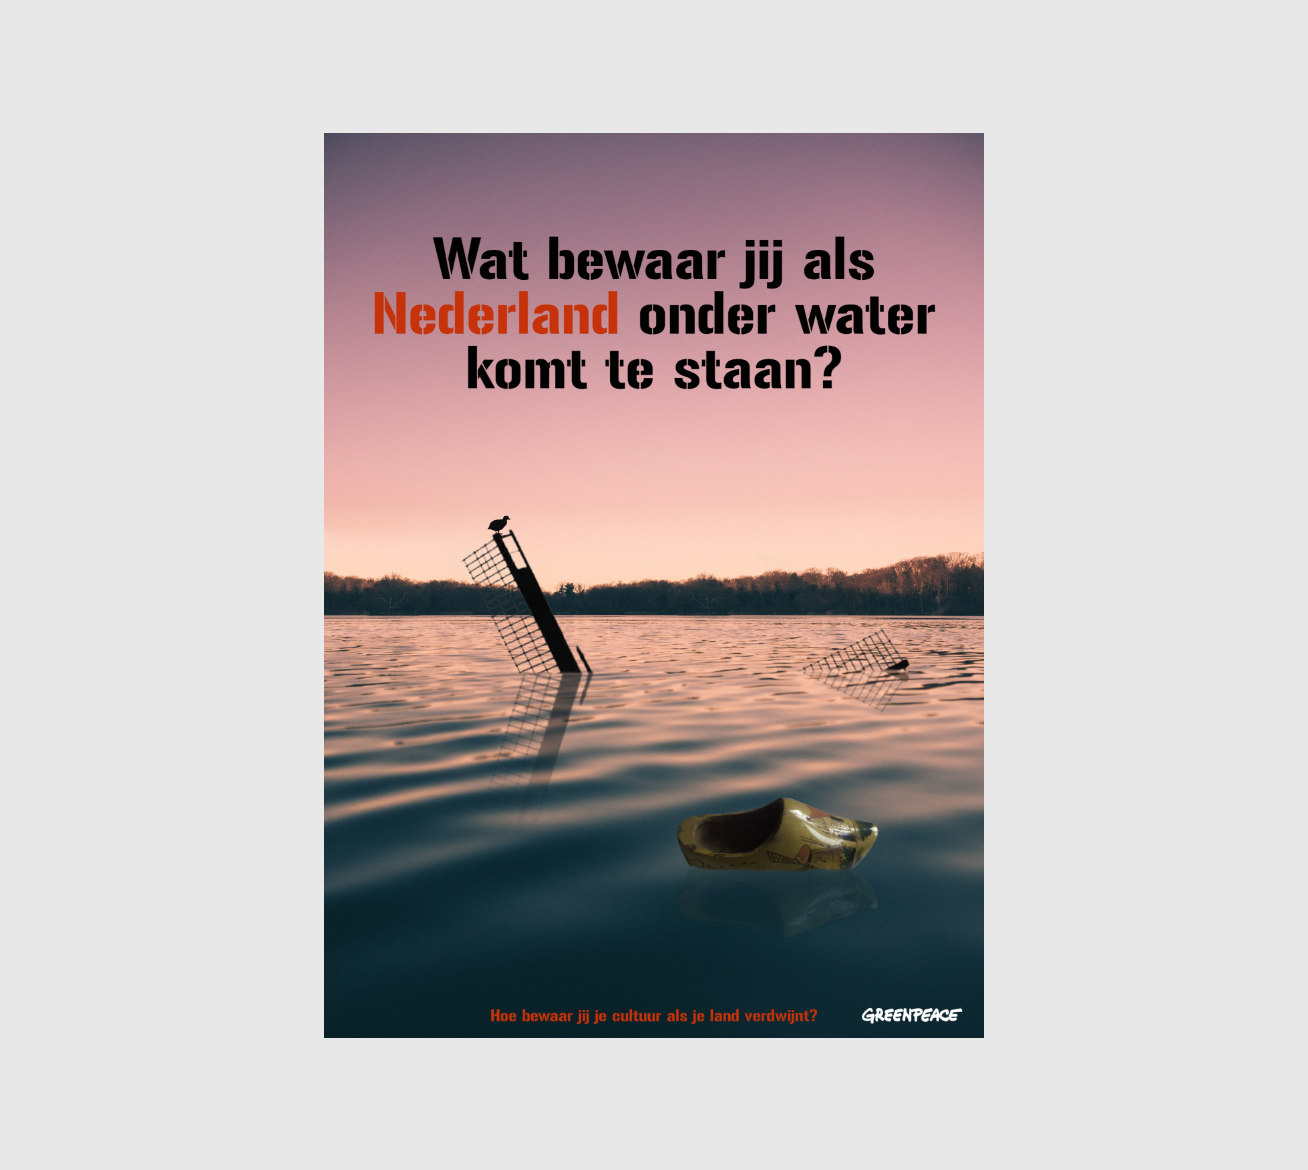 Wat bewaar jij als
Nederland onder water
komt te staan?
Hoe bewaar jij je cultuur als je land verdwijnt?
GREENPEACE